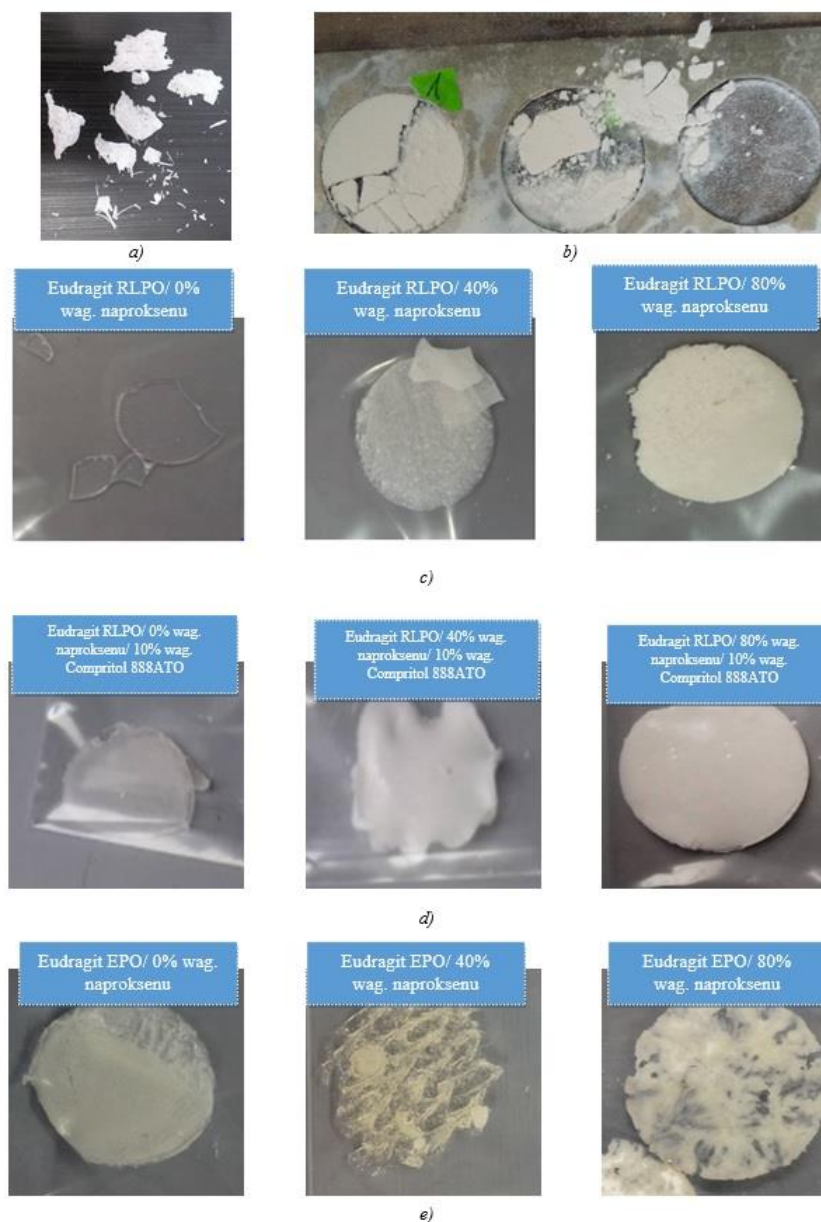 a)
b)
Eudragit RLPO/ 0%
wag. naproksenu
Eudragit RLPO/ 40%
wag. naproksenu
Eudragit RLPO/ 80%
wag. naproksenu
c)
Eudragit RLPO/ 0% wag.
naproksenu/ 10% wag.
Compritol 888ATO
Eudragit RLPO/ 40% wag.
naproksenu/ 10% wag.
Compritol 888ATO
Eudragit RLPO/ 80% wag.
naproksenu/ 10% wag.
Compritol 888ATO
d)
Eudragit EPO/ 0% wag.
naproksenu
Eudragit EPO/ 40%
wag. naproksenu
Eudragit EPO/ 80%
wag. naproksenu
e)